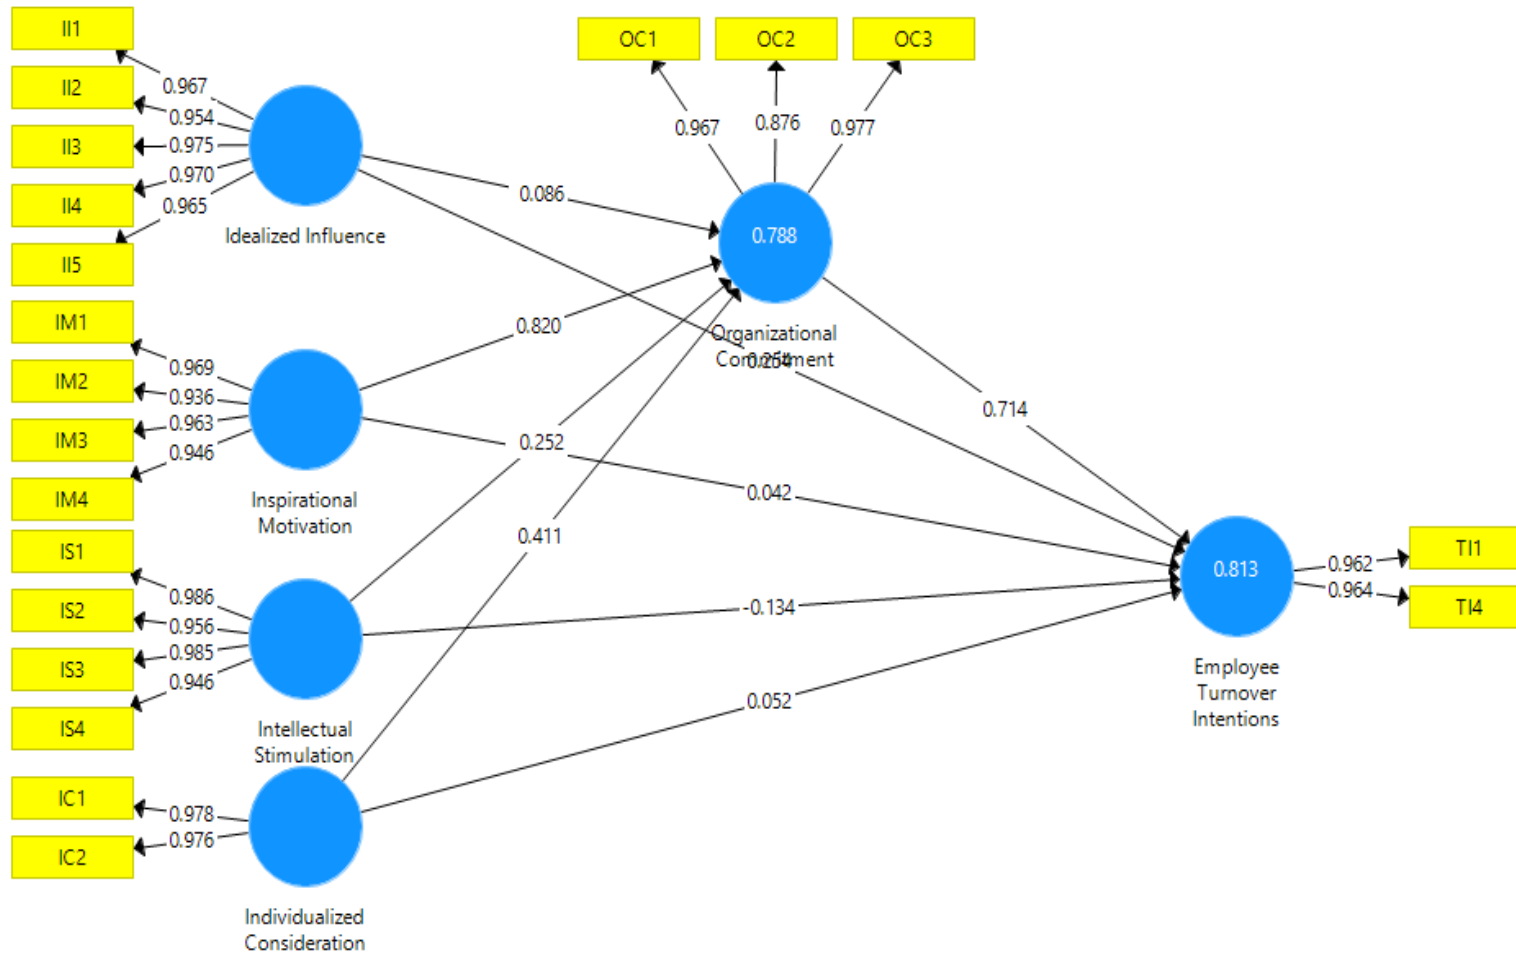 II1
II2
II3
II4
II5
0.967
0.954
0.975
0.970
0.965
Idealized Influence
IM1
IM2
IM3
IM4
0.969
0.936
0.963
0.946
Inspirational
Motivation
IS1
IS2
IS3
IS4
0.986
0.956
0.985
0.946
Intellectual
Stimulation
IC1
IC2
0.978
0.976
Individualized
Consideration
OC1
OC2
OC3
0.967
0.876
0.977
0.788
Organizational
Commitment
0.086
0.820
0.252
0.411
0.714
0.042
-0.134
0.052
0.813
Employee
Turnover
Intentions
0.962
0.964
TI1
TI4